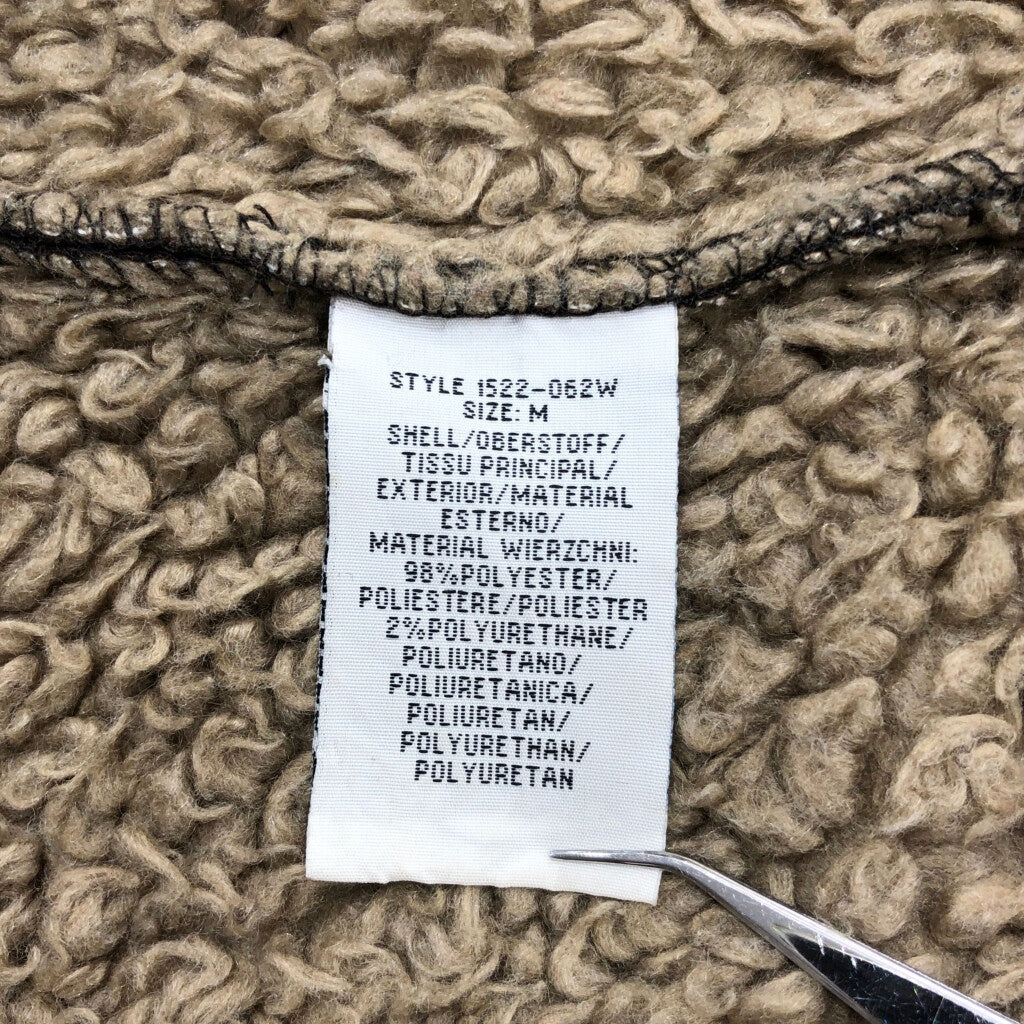 STYLE 1522-062W
SIZE: M
SHELL/OBERSTOFF/
TISSU PRINCIPAL/
EXTERIOR/MATERIAL
ESTERNO/
MATERIAL WIERZCHNI:
98%POLYESTER/
POLIESTERE/POLIESTER
2%POLYURETHANE/
POLIURETANO/
POLIURETANICA/
POLIURETAN/
POLYURETHAN/
POLYURETAN